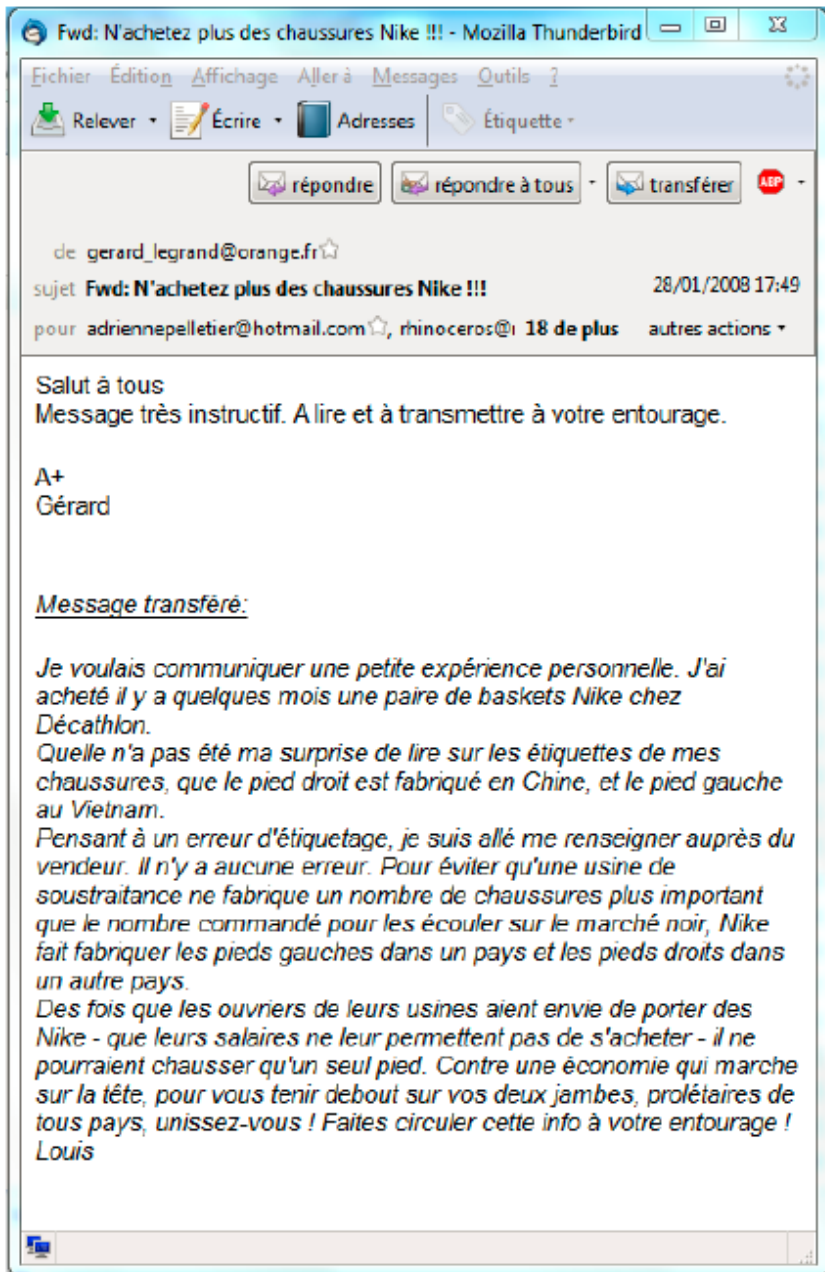 Fwd: N'achetez plus des chaussures Nike !!! - Mozilla Thunderbird
Fichier Édition Affichage Aller à Messages Outils ?
Relever Écrire Adresses Étiquette
répondre répondre à tous transférer ABP
de gerard_legrand@orange.fr
sujet Fwd: N'achetez plus des chaussures Nike !!! 28/01/2008 17:49
pour adriennepelletier@hotmail.com, rhinoceros@ 18 de plus autres actions
Salut à tous
Message très instructif. A lire et à transmettre à votre entourage.
A+
Gérard
Message transféré:
Je voulais communiquer une petite expérience personnelle. J'ai
acheté il y a quelques mois une paire de baskets Nike chez
Décathlon.
Quelle n'a pas été ma surprise de lire sur les étiquettes de mes
chaussures, que le pied droit est fabriqué en Chine, et le pied gauche
au Vietnam.
Pensant à un erreur d'étiquetage, je suis allé me renseigner auprès du
vendeur. Il n'y a aucune erreur. Pour éviter qu'une usine de
soustraitance ne fabrique un nombre de chaussures plus important
que le nombre commandé pour les écouler sur le marché noir, Nike
fait fabriquer les pieds gauches dans un pays et les pieds droits dans
un autre pays.
Des fois que les ouvriers de leurs usines aient envie de porter des
Nike - que leurs salaires ne leur permettent pas de s'acheter - il ne
pourraient chausser qu'un seul pied. Contre une économie qui marche
sur la tête, pour vous tenir debout sur vos deux jambes, prolétaires de
tous pays, unissez-vous ! Faites circuler cette info à votre entourage !
Louis